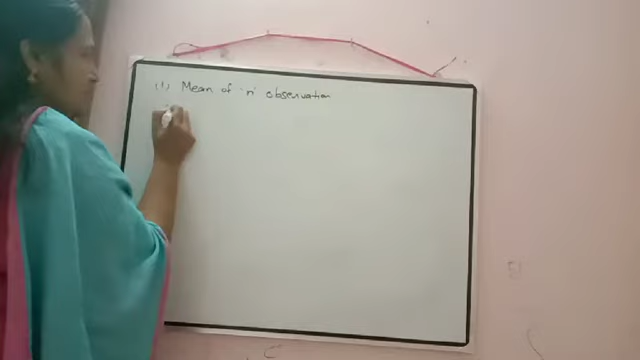 (1) Mean of 'n' observation